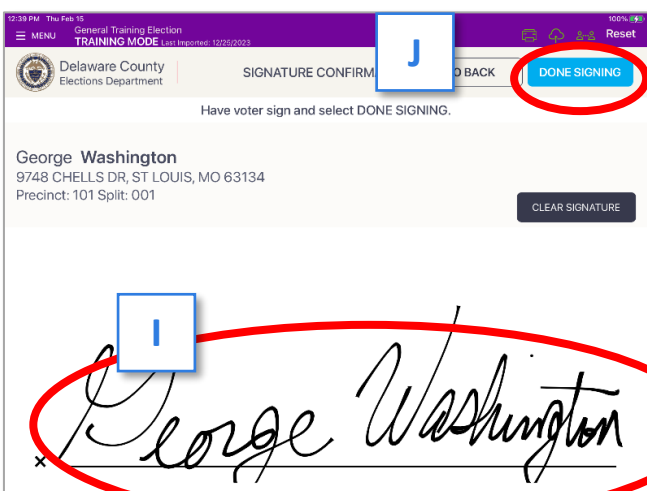 12:39 PM Thu Feb 15 100%
MENU General Training Election Reset
TRAINING MODE Last Imported: 12/25/2023
Delaware County
Elections Department
SIGNATURE CONFIRMA J O BACK DONE SIGNING
Have voter sign and select DONE SIGNING.
George Washington
9748 CHELLS DR, ST LOUIS, MO 63134
Precinct: 101 Split: 001
CLEAR SIGNATURE
I
George Washington
x